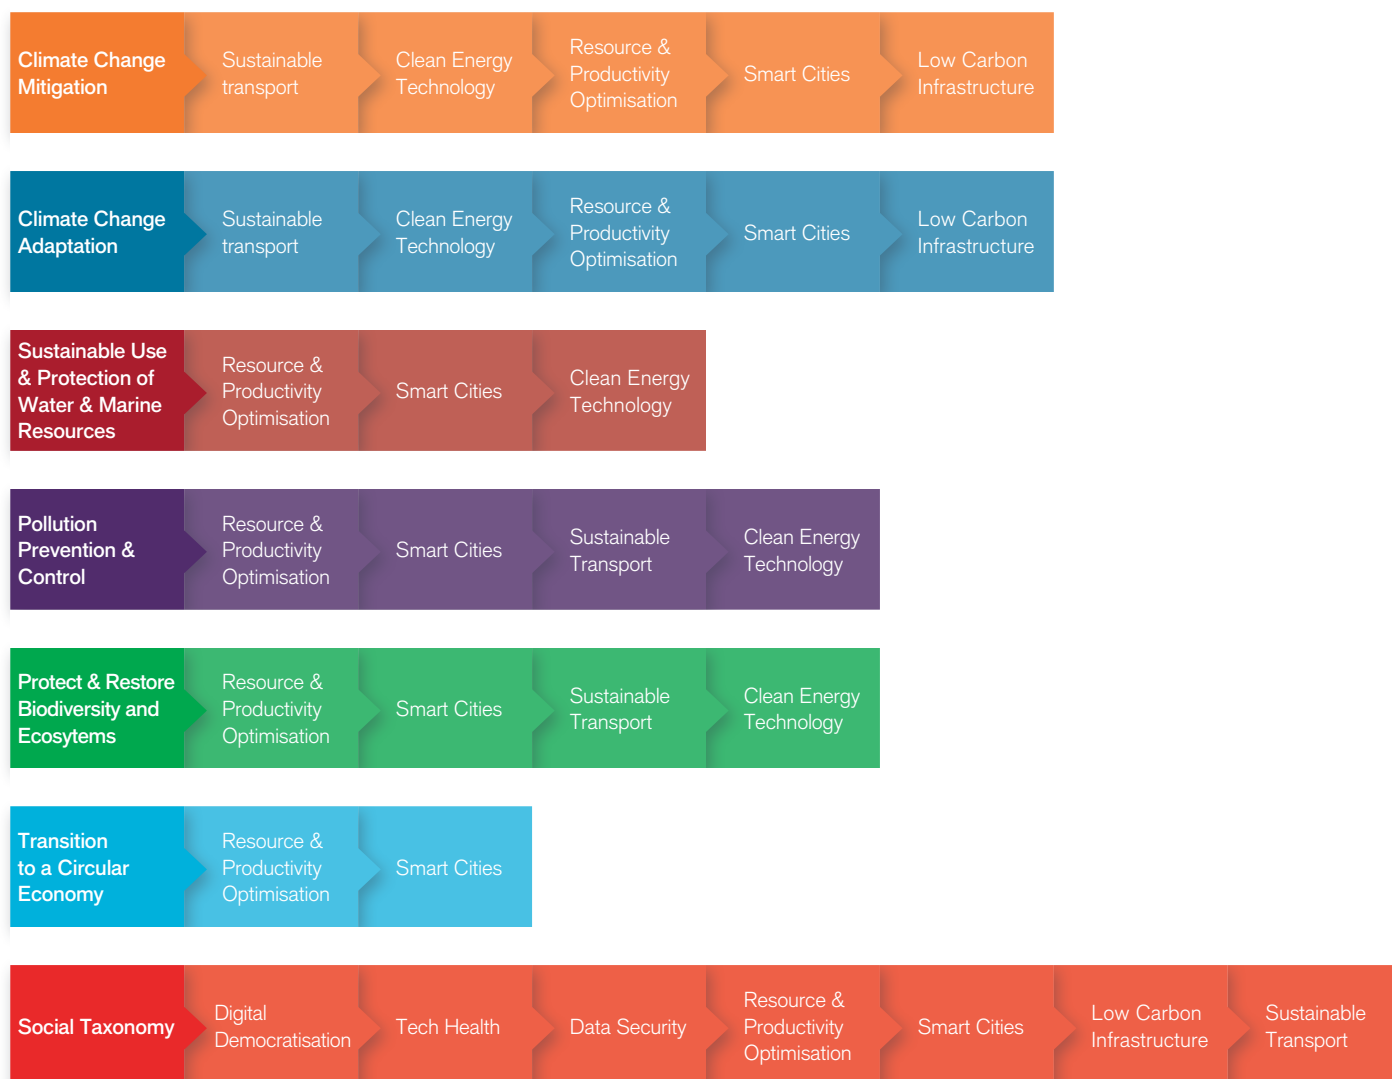 Climate Change
Mitigation
Sustainable
transport
Clean Energy
Technology
Resource &
Productivity
Optimisation
Smart Cities
Low Carbon
Infrastructure
Climate Change
Adaptation
Sustainable
transport
Clean Energy
Technology
Resource &
Productivity
Optimisation
Smart Cities
Low Carbon
Infrastructure
Sustainable Use
& Protection of
Water & Marine
Resources
Resource &
Productivity
Optimisation
Smart Cities
Clean Energy
Technology
Pollution
Prevention &
Control
Resource &
Productivity
Optimisation
Smart Cities
Sustainable
Transport
Clean Energy
Technology
Protect & Restore
Biodiversity and
Ecosytems
Resource &
Productivity
Optimisation
Smart Cities
Sustainable
Transport
Clean Energy
Technology
Transition
to a Circular
Economy
Resource &
Productivity
Optimisation
Smart Cities
Social Taxonomy
Digital
Democratisation
Tech Health
Data Security
Resource &
Productivity
Optimisation
Smart Cities
Low Carbon
Infrastructure
Sustainable
Transport